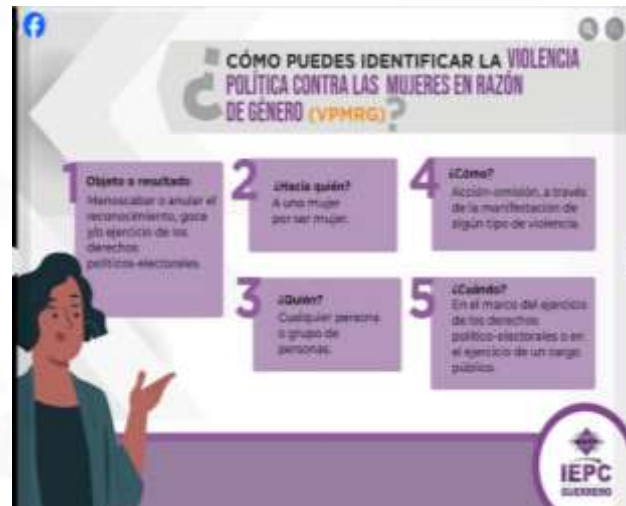 ¿CÓMO PUEDES IDENTIFICAR LA VIOLENCIA
POLÍTICA CONTRA LAS MUJERES EN RAZÓN
DE GÉNERO (VPMRG)?
1
Objeto o resultado
Menoscabar o anular el
reconocimiento, goce
y/o ejercicio de los
derechos
políticos-electorales.
2
¿Hacia quién?
A una mujer
por ser mujer.
3
¿Quién?
Cualquier persona
o grupo de
personas.
4
¿Cómo?
Acción-omisión, a través
de la manifestación de
algún tipo de violencia.
5
¿Cuándo?
En el marco del ejercicio
de los derechos
político-electorales o en
el ejercicio de un cargo
público.
IEPC
GUERRERO